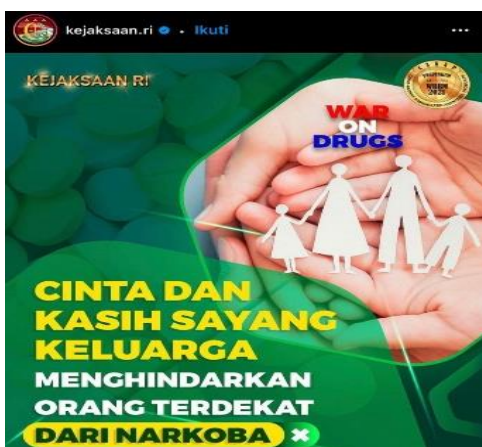 kejaksaan.ri • Ikuti
KEJAKSAAN RI
WAR
ON
DRUGS
CINTA DAN
KASIH SAYANG
KELUARGA
MENGHINDARKAN
ORANG TERDEKAT
DARI NARKOBA